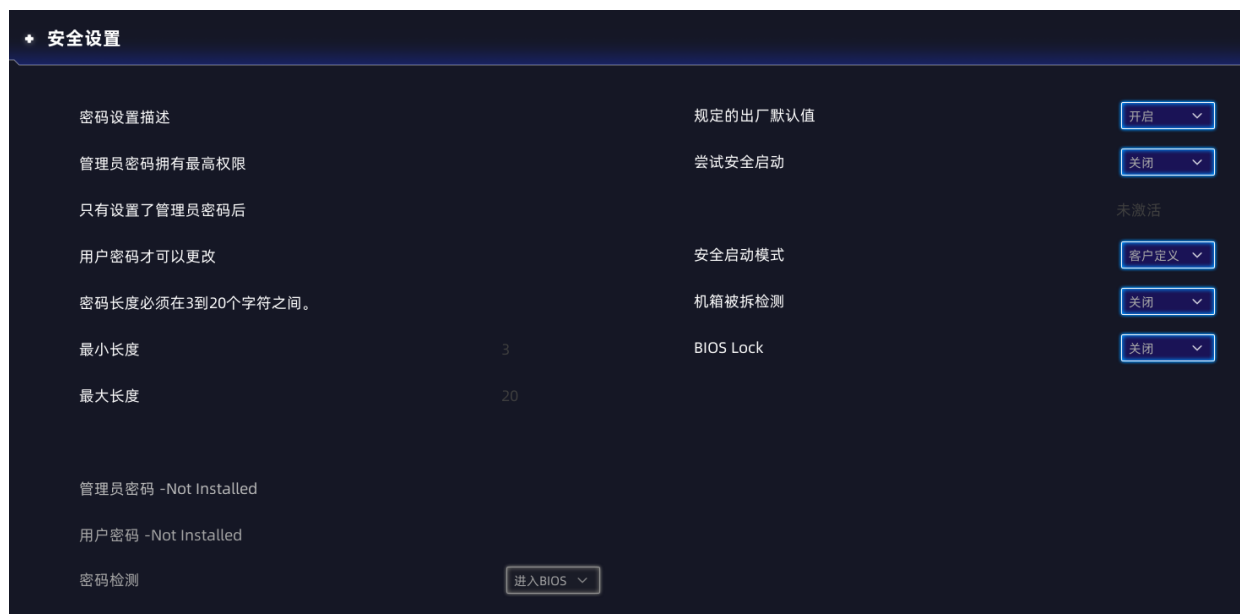 安全设置
密码设置描述
管理员密码拥有最高权限
只有设置了管理员密码后
用户密码才可以更改
密码长度必须在3到20个字符之间。
最小长度 3
最大长度 20
管理员密码 -Not Installed
用户密码 -Not Installed
密码检测 进入BIOS
规定的出厂默认值 开启
尝试安全启动 关闭
未激活
安全启动模式 客户定义
机箱被拆检测 关闭
BIOS Lock 关闭